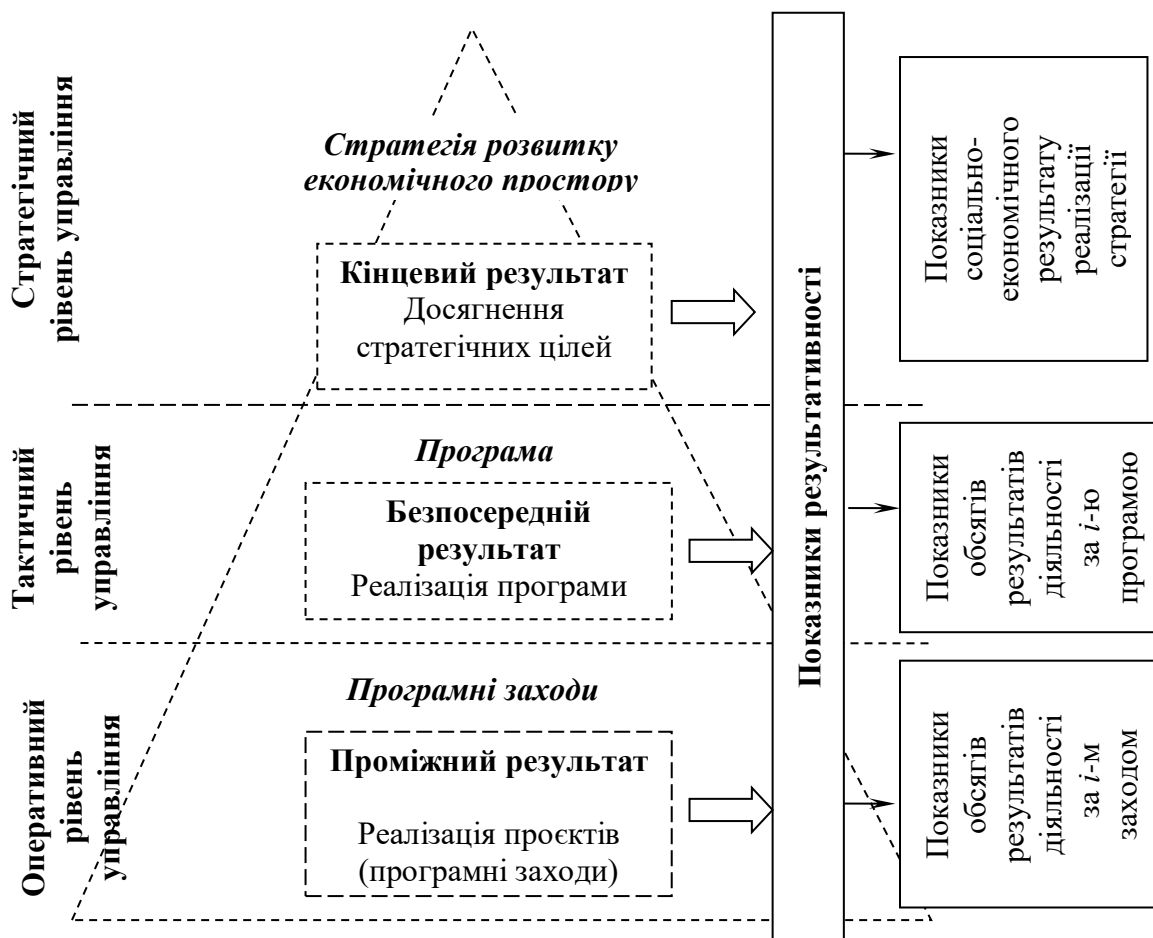 Стратегічний
рівень управління
Стратегія розвитку
економічного простору
Кінцевий результат
Досягнення
стратегічних цілей
Показники
соціально-
економічного
результату
реалізації
стратегії
Показники результативності
Тактичний
рівень
управління
Програма
Безпосередній
результат
Реалізація програми
Показники
обсягів
результатів
діяльності
за і-ю
програмою
Оперативний
рівень
управління
Програмні заходи
Проміжний результат
Реалізація проєктів
(програмні заходи)
Показники
обсягів
результатів
діяльності
за і-м
заходом